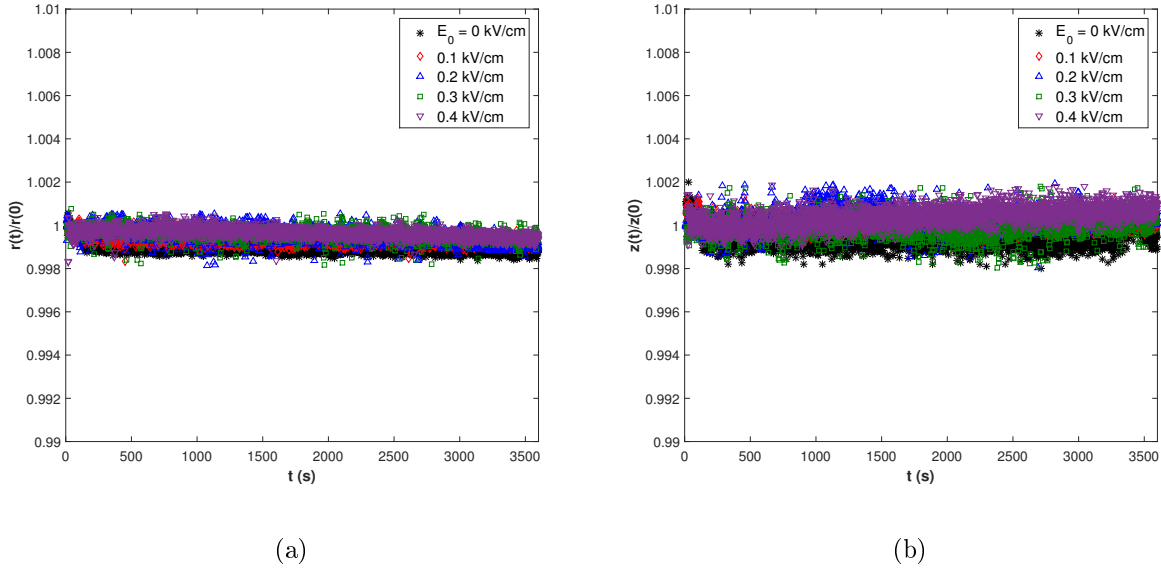 1.01
1.008
1.006
1.004
1.002
1
0.998
0.996
0.994
0.992
0.99
r(t)/r(0)
0 500 1000 1500 2000 2500 3000 3500
t (s)
E_0 = 0 kV/cm
0.1 kV/cm
0.2 kV/cm
0.3 kV/cm
0.4 kV/cm
(a)
1.01
1.008
1.006
1.004
1.002
1
0.998
0.996
0.994
0.992
0.99
z(t)/z(0)
0 500 1000 1500 2000 2500 3000 3500
t (s)
E_0 = 0 kV/cm
0.1 kV/cm
0.2 kV/cm
0.3 kV/cm
0.4 kV/cm
(b)